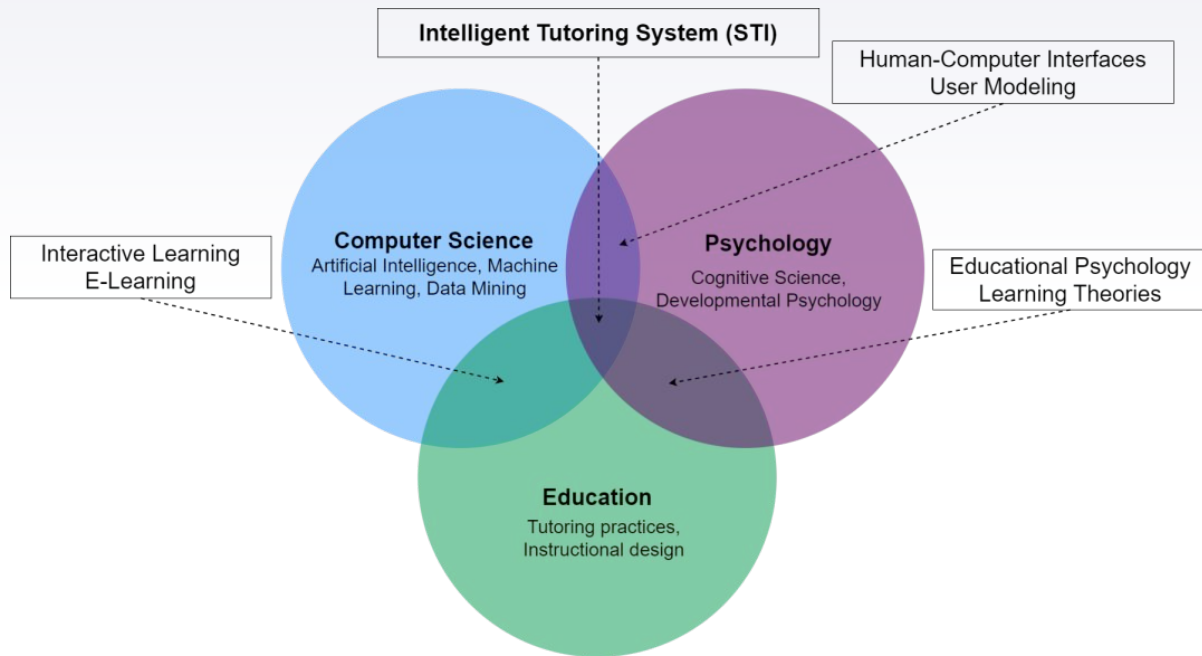 Intelligent Tutoring System (STI)
Human-Computer Interfaces
User Modeling
Interactive Learning
E-Learning
Computer Science
Artificial Intelligence, Machine
Learning, Data Mining
Psychology
Cognitive Science,
Developmental Psychology
Educational Psychology
Learning Theories
Education
Tutoring practices,
Instructional design